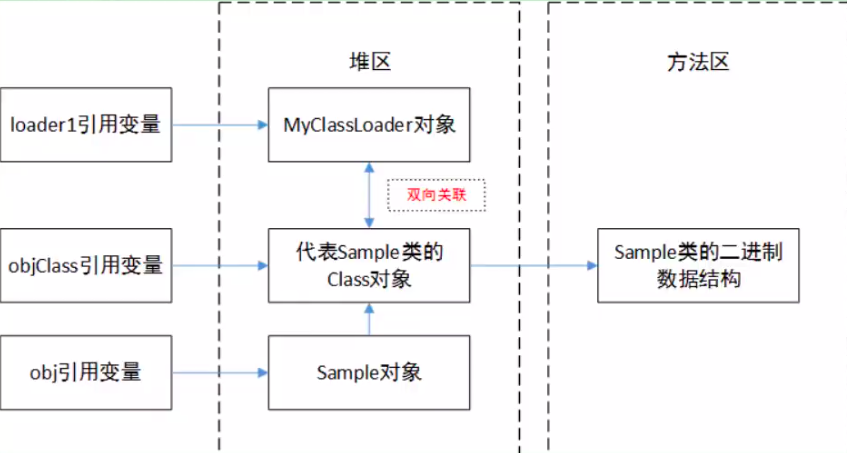 堆区
方法区
loader1引用变量
MyClassLoader对象
双向关联
objClass引用变量
代表Sample类的
Class对象
Sample类的二进制
数据结构
obj引用变量
Sample对象